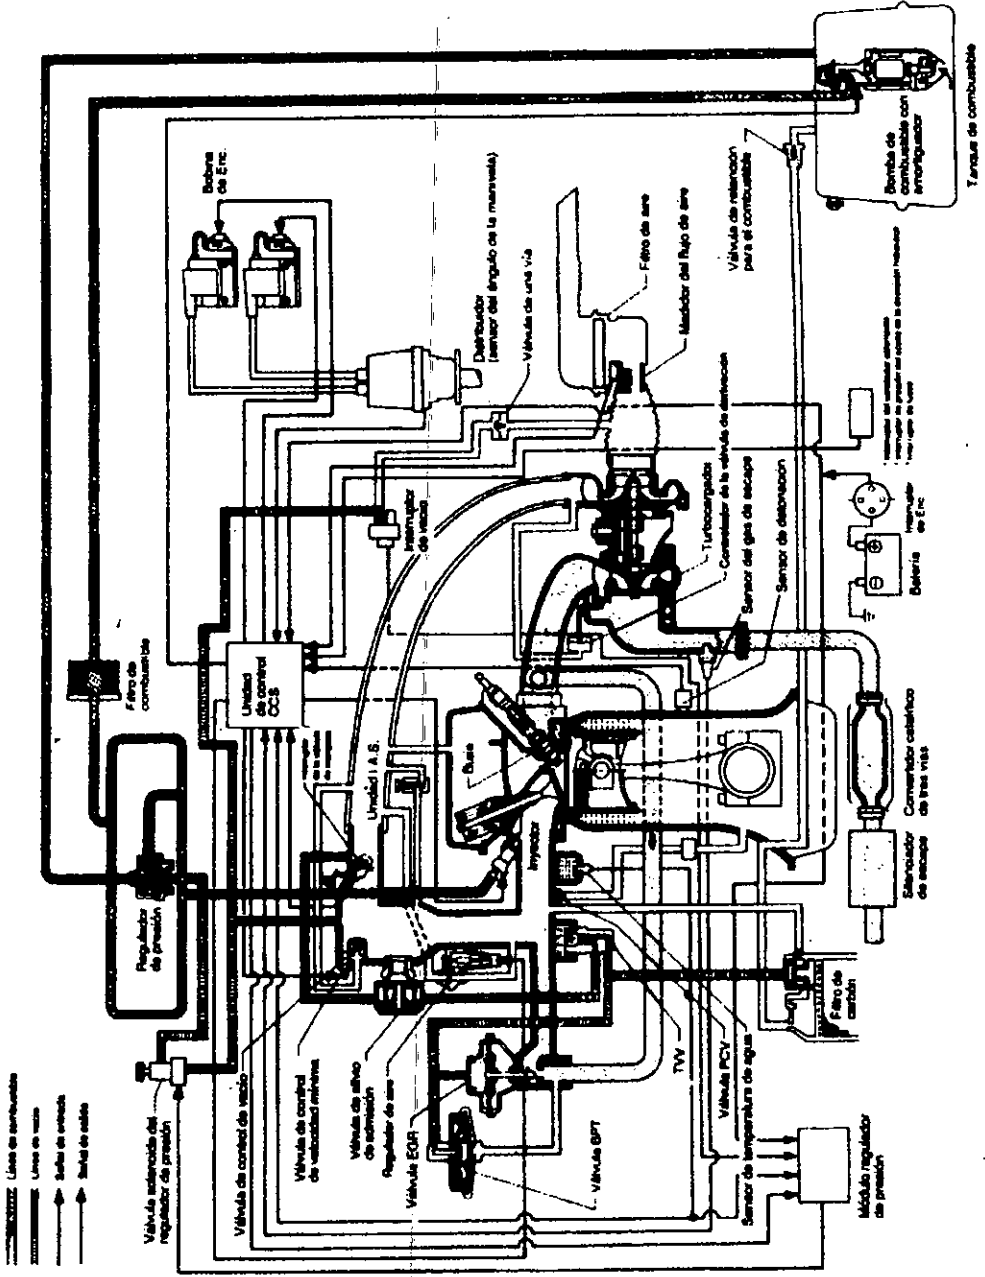 Línea de combustible
Línea de vacío
Señal de entrada
Señal de salida
Válvula solenoide del
regulador de presión
Regulador
de presión
Filtro de
combustible
Unidad
de control
CCS
Bobina
de Enc.
Distribuidor
(sensor del ángulo de la manivela)
Válvula de una vía
Filtro de aire
Medidor del flujo de aire
Válvula de retención
para el combustible
Bomba de
combustible con
amortiguador
Tanque de combustible
Interruptor
de vacío
Turbocargador
Controlador de la válvula de derivación
Sensor del gas de escape
Sensor de detonación
Interruptor
de Enc.
Batería
Unidad I.A.S.
Bujía
Inyector
Válvula de control de vacío
Válvula de control
de velocidad mínima
Válvula de alivio
de admisión
Regulador de aire
Válvula EGR
Válvula BPT
TVV
Válvula PCV
Sensor de temperatura de agua
Filtro de
carbón
Silenciador
de escape
Convertidor catalítico
de tres vías
Módulo regulador
de presión